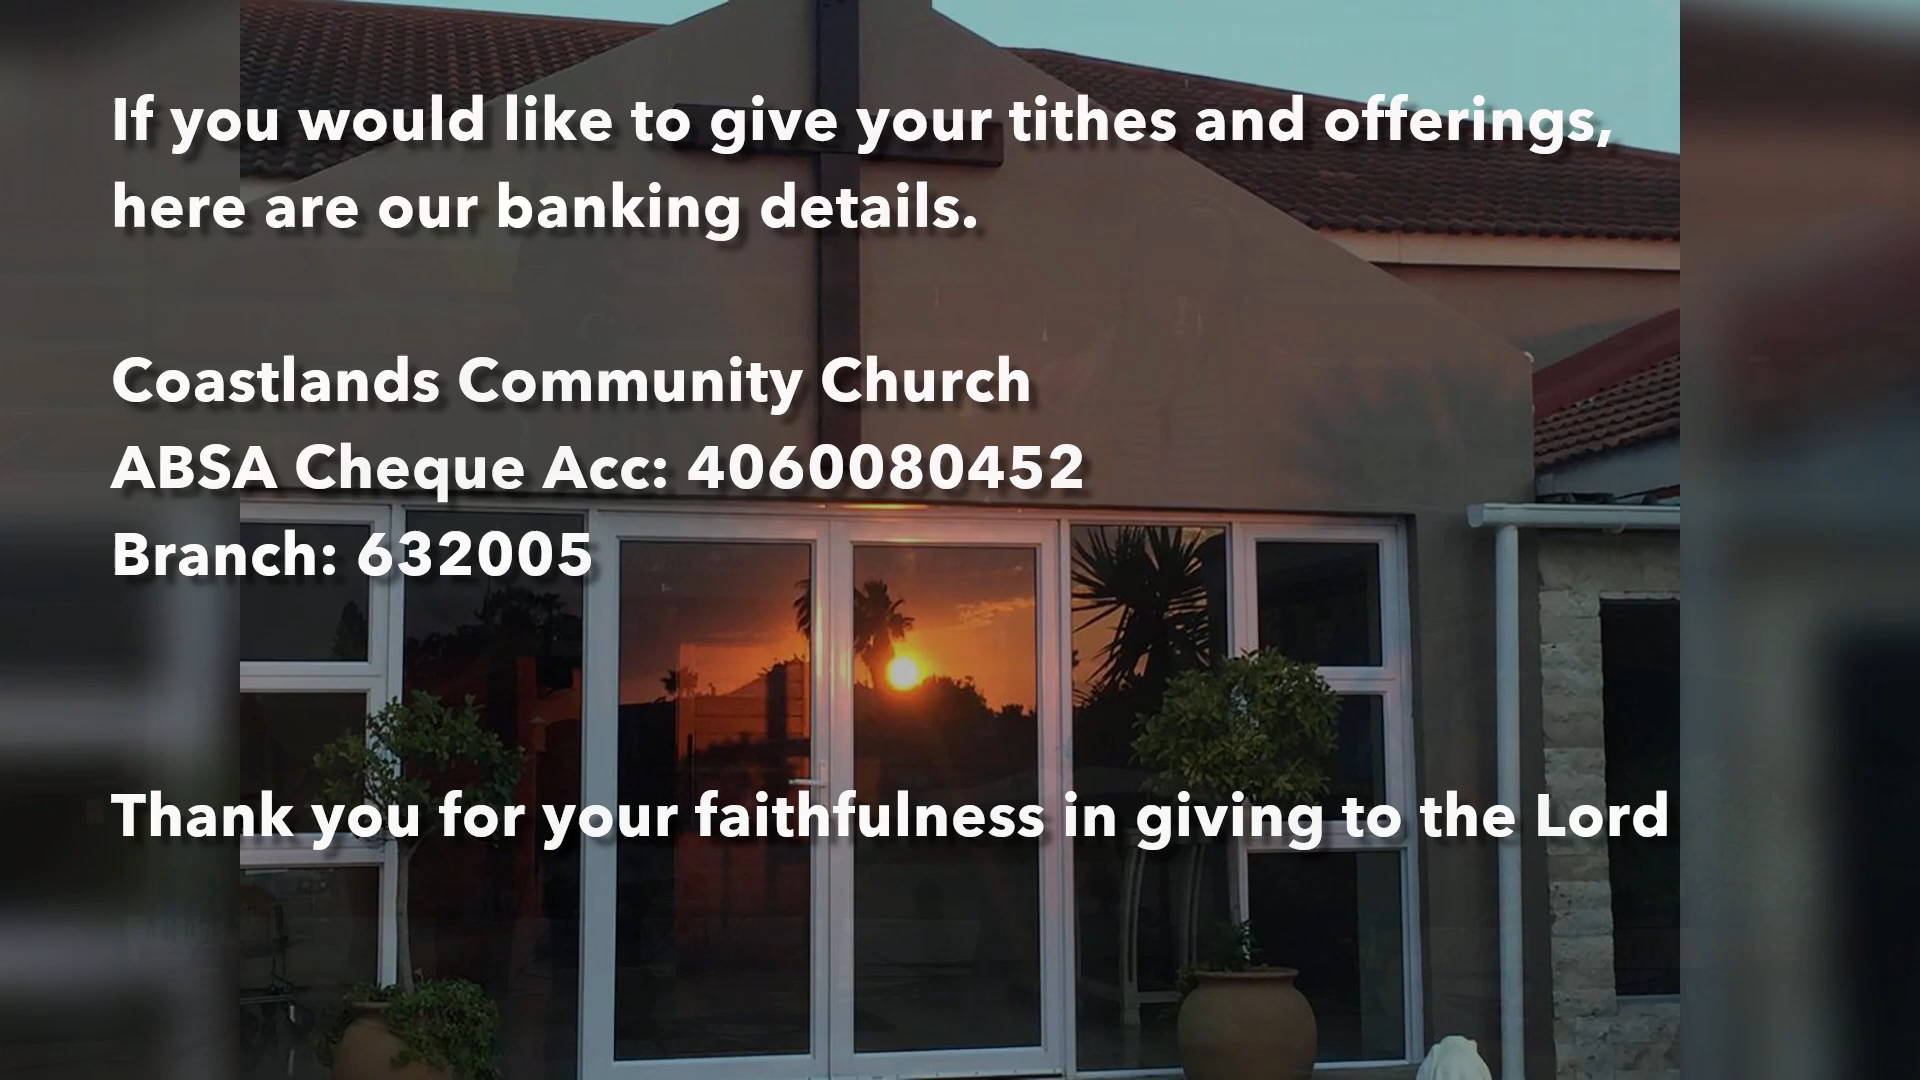 If you would like to give your tithes and offerings,
here are our banking details.
Coastlands Community Church
ABSA Cheque Acc: 4060080452
Branch: 632005
Thank you for your faithfulness in giving to the Lord